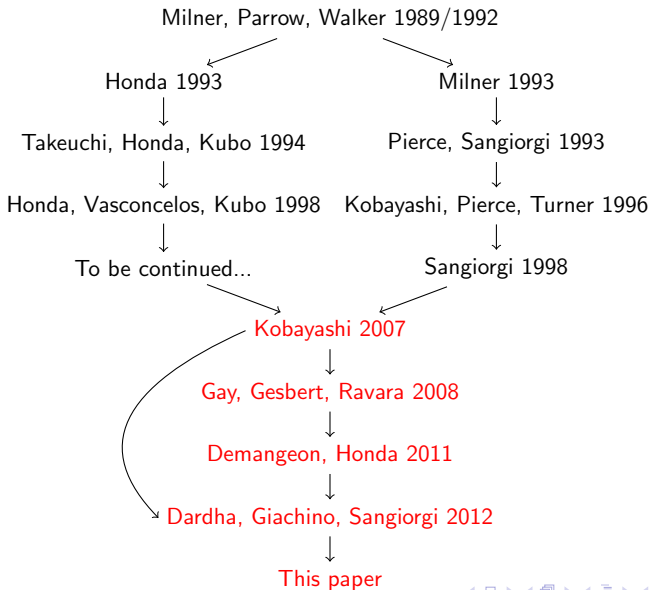 Milner, Parrow, Walker 1989/1992
Honda 1993
Milner 1993
Takeuchi, Honda, Kubo 1994
Pierce, Sangiorgi 1993
Honda, Vasconcelos, Kubo 1998
Kobayashi, Pierce, Turner 1996
To be continued...
Sangiorgi 1998
Kobayashi 2007
Gay, Gesbert, Ravara 2008
Demangeon, Honda 2011
Dardha, Giachino, Sangiorgi 2012
This paper